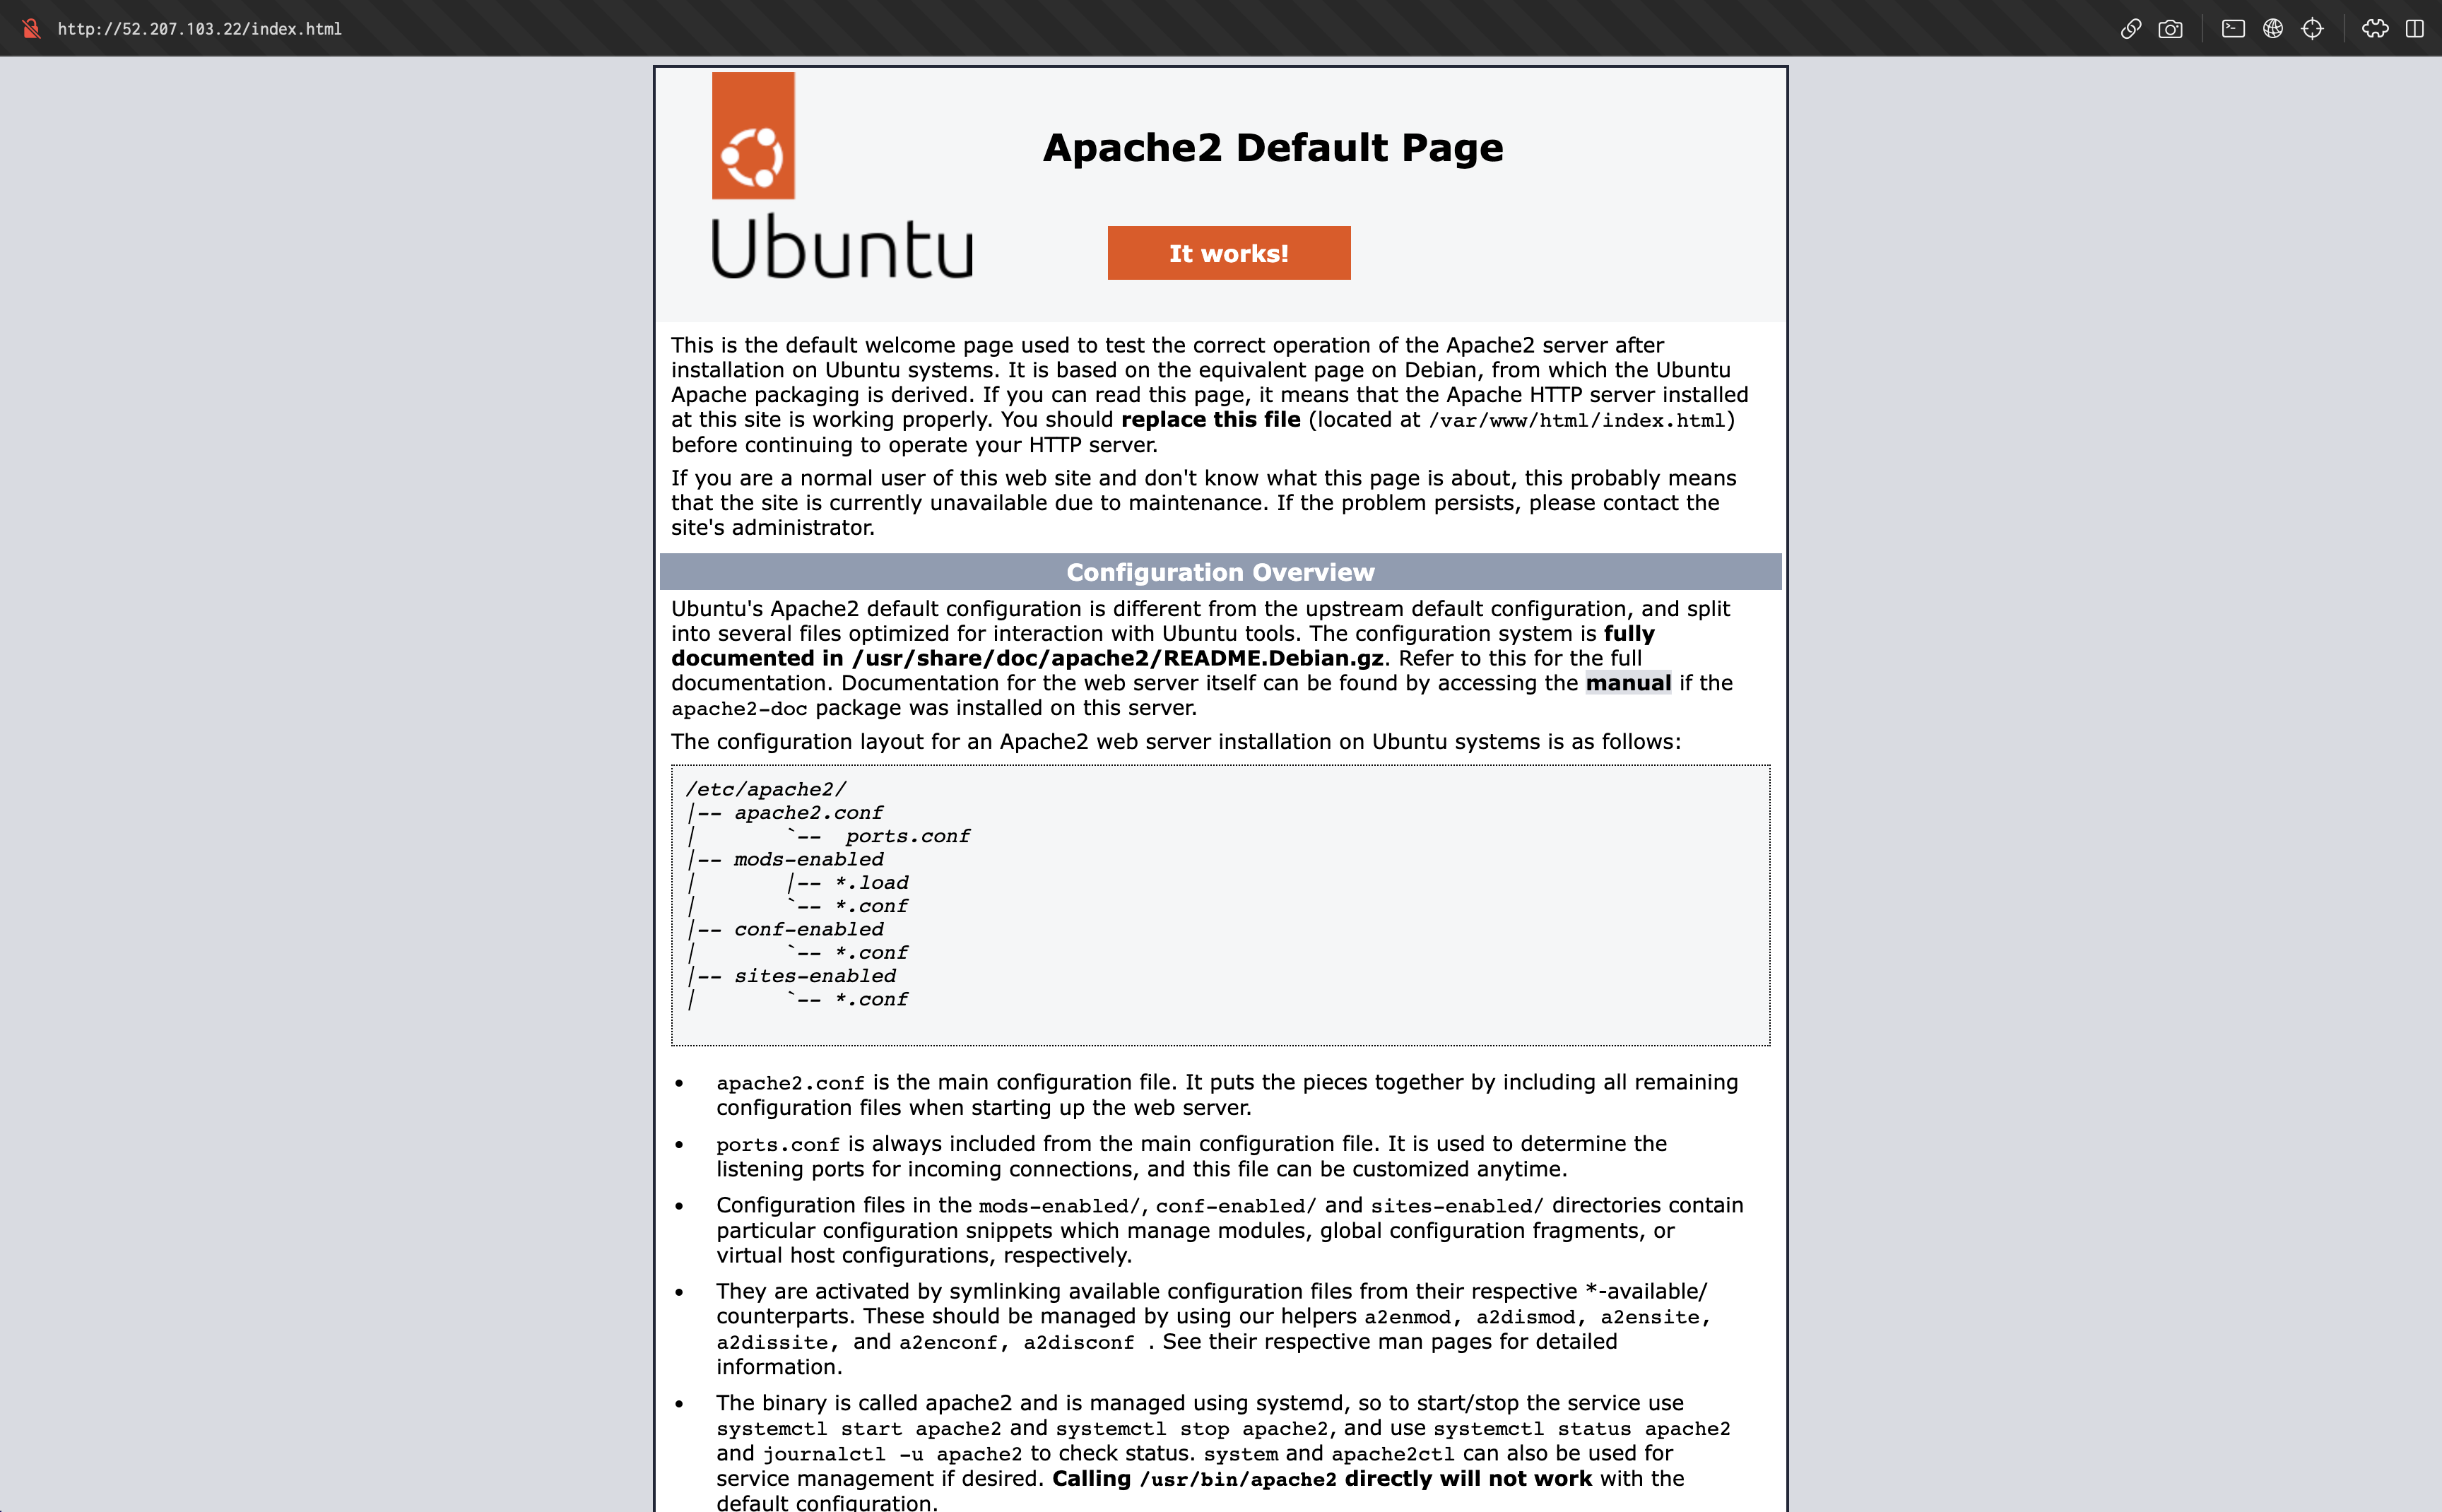 http://52.207.103.22/index.html
Ubuntu
Apache2 Default Page
It works!
This is the default welcome page used to test the correct operation of the Apache2 server after
installation on Ubuntu systems. It is based on the equivalent page on Debian, from which the Ubuntu
Apache packaging is derived. If you can read this page, it means that the Apache HTTP server installed
at this site is working properly. You should replace this file (located at /var/www/html/index.html)
before continuing to operate your HTTP server.
If you are a normal user of this web site and don't know what this page is about, this probably means
that the site is currently unavailable due to maintenance. If the problem persists, please contact the
site's administrator.
Configuration Overview
Ubuntu's Apache2 default configuration is different from the upstream default configuration, and split
into several files optimized for interaction with Ubuntu tools. The configuration system is fully
documented in /usr/share/doc/apache2/README.Debian.gz. Refer to this for the full
documentation. Documentation for the web server itself can be found by accessing the manual if the
apache2-doc package was installed on this server.
The configuration layout for an Apache2 web server installation on Ubuntu systems is as follows:
/etc/apache2/
|-- apache2.conf
|       `--  ports.conf
|-- mods-enabled
|       |-- *.load
|       `-- *.conf
|-- conf-enabled
|       `-- *.conf
|-- sites-enabled
|       `-- *.conf
• apache2.conf is the main configuration file. It puts the pieces together by including all remaining
configuration files when starting up the web server.
• ports.conf is always included from the main configuration file. It is used to determine the
listening ports for incoming connections, and this file can be customized anytime.
• Configuration files in the mods-enabled/, conf-enabled/ and sites-enabled/ directories contain
particular configuration snippets which manage modules, global configuration fragments, or
virtual host configurations, respectively.
• They are activated by symlinking available configuration files from their respective *-available/
counterparts. These should be managed by using our helpers a2enmod, a2dismod, a2ensite,
a2dissite, and a2enconf, a2disconf . See their respective man pages for detailed
information.
• The binary is called apache2 and is managed using systemd, so to start/stop the service use
systemctl start apache2 and systemctl stop apache2, and use systemctl status apache2
and journalctl -u apache2 to check status. system and apache2ctl can also be used for
service management if desired. Calling /usr/bin/apache2 directly will not work with the
default configuration.